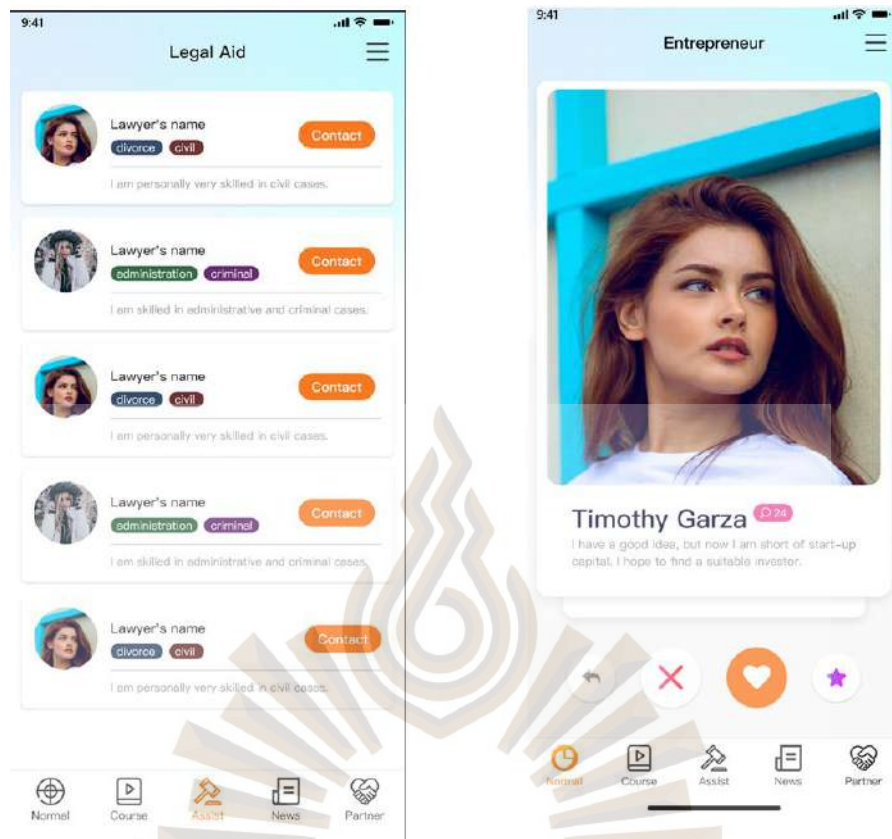 9:41
Legal Aid
Lawyer's name
Contact
divorce civil
I am personally very skilled in civil cases.
Lawyer's name
Contact
administration criminal
I am skilled in administrative and criminal cases.
Lawyer's name
Contact
divorce civil
I am personally very skilled in civil cases.
Lawyer's name
Contact
administration criminal
I am skilled in administrative and criminal cases.
Lawyer's name
Contact
divorce civil
I am personally very skilled in civil cases.
Normal Course Assist News Partner
9:41
Entrepreneur
Timothy Garza 24
I have a good idea, but now I am short of start-up
capital. I hope to find a suitable investor.
Normal Course Assist News Partner